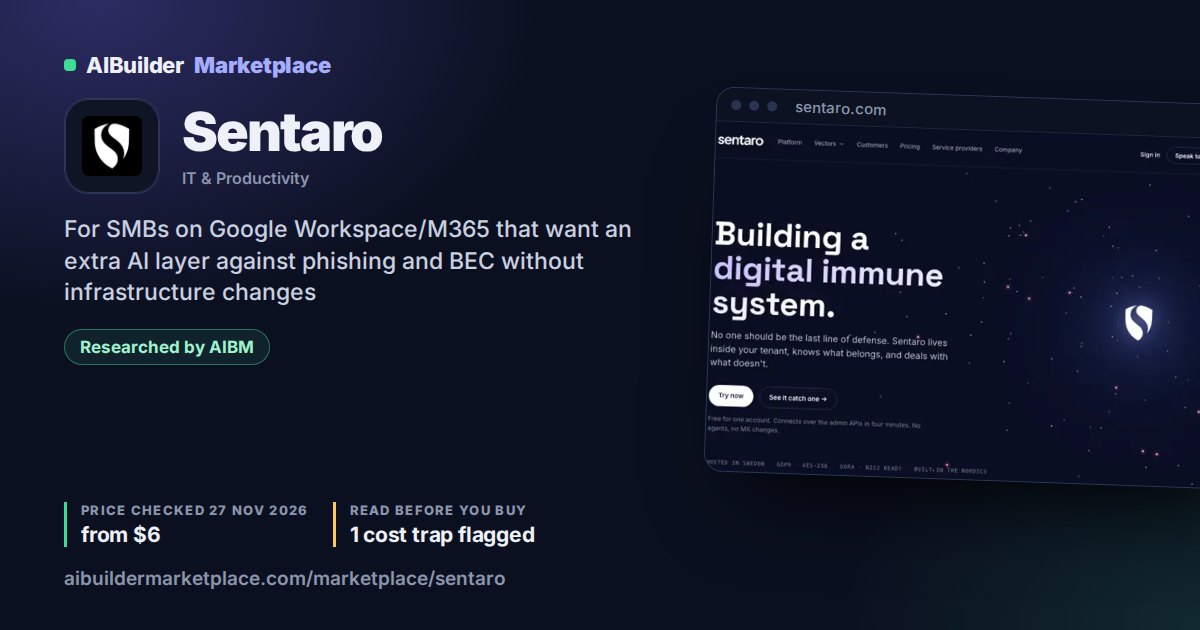 AIBuilder Marketplace
Sentaro
IT & Productivity
For SMBs on Google Workspace/M365 that want an
extra AI layer against phishing and BEC without
infrastructure changes
Researched by AIBM
PRICE CHECKED 27 NOV 2026
from $6
READ BEFORE YOU BUY
1 cost trap flagged
aibuildermarketplace.com/marketplace/sentaro
sentaro.com
sentaro Platform Vectors Customers Pricing Service providers Company Sign in Speak to
Building a
digital immune
system.
No one should be the last line of defense. Sentaro lives
inside your tenant, knows what belongs, and deals with
what doesn't.
Try now See it catch one →
Free for one account. Connects over the admin APIs in four minutes. No
agents, no MX changes.
HOSTED IN SWEDEN GDPR · AES-256 DORA · NIS2 READY BUILT IN THE NORDICS